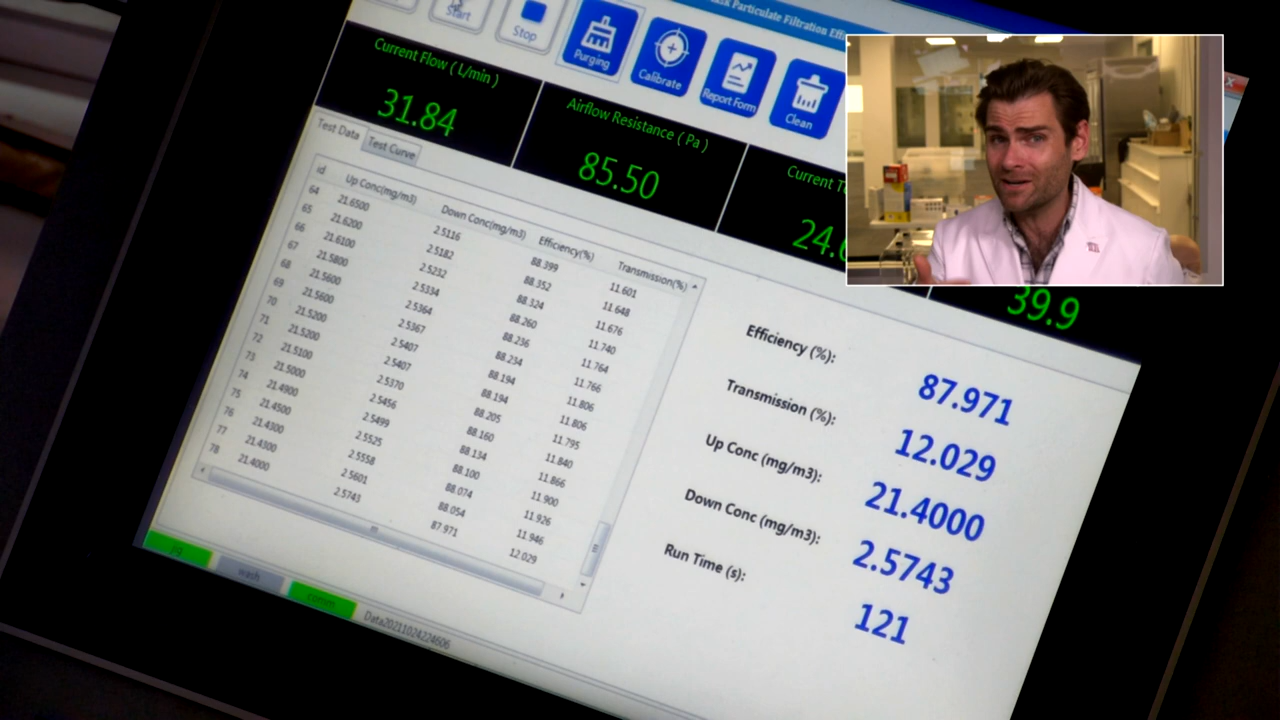 Particulate Filtration
Start
Stop
Purging
Calibrate
Report Form
Clean
Current Flow ( L/min )
31.84
Airflow Resistance ( Pa )
85.50
Current
24.
39.9
Test Data
Test Curve
id Up Conc(mg/m3) Down Conc(mg/m3) Efficiency(%) Transmission(%)
64 21.6500 2.5116 88.399 11.601
65 21.6200 2.5182 88.352 11.648
66 21.6100 2.5232 88.324 11.676
67 21.5800 2.5334 88.260 11.740
68 21.5600 2.5364 88.236 11.764
69 21.5600 2.5367 88.234 11.766
70 21.5200 2.5407 88.194 11.806
71 21.5200 2.5407 88.194 11.806
72 21.5100 2.5370 88.205 11.795
73 21.5000 2.5456 88.160 11.840
74 21.4900 2.5499 88.134 11.866
75 21.4500 2.5525 88.100 11.900
76 21.4300 2.5558 88.074 11.926
77 21.4300 2.5601 88.054 11.946
78 21.4000 2.5743 87.971 12.029
Efficiency (%): 87.971
Transmission (%): 12.029
Up Conc (mg/m3): 21.4000
Down Conc (mg/m3): 2.5743
Run Time (s): 121
wash
comm
Data20211024224606